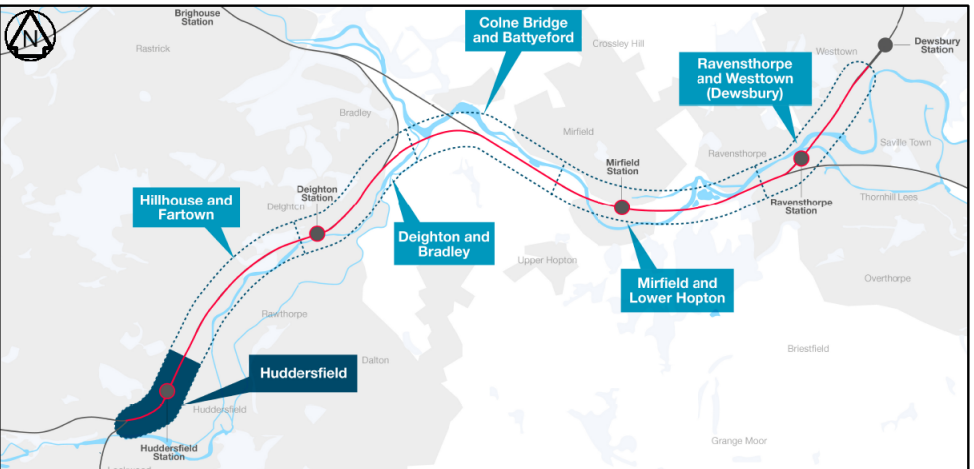 N
Brighouse
Station
Rastrick
Colne Bridge
and Battyeford
Crossley Hill
Westtown
Dewsbury
Station
Ravensthorpe
and Westtown
(Dewsbury)
Bradley
Mirfield
Mirfield
Station
Ravensthorpe
Saville Town
Ravensthorpe
Station
Thornhill Lees
Deighton
Station
Deighton
Hillhouse and
Fartown
Deighton and
Bradley
Upper Hopton
Mirfield and
Lower Hopton
Overthorpe
Rawthorpe
Briestfield
Dalton
Huddersfield
Huddersfield
Huddersfield
Station
Grange Moor